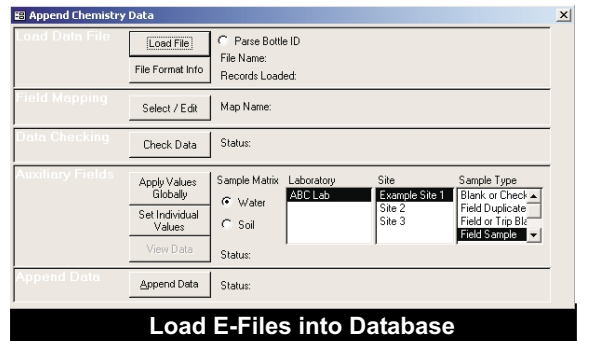 Append Chemistry Data
Load Data File
Load File
Parse Bottle ID
File Format Info
File Name:
Records Loaded:
Field Mapping
Select / Edit
Map Name:
Data Checking
Check Data
Status:
Auxiliary Fields
Apply Values
Globally
Set Individual
Values
View Data
Sample Matrix
Water
Soil
Status:
Laboratory
ABC Lab
Site
Example Site 1
Site 2
Site 3
Sample Type
Blank or Check
Field Duplicate
Field or Trip Bla
Field Sample
Append Data
Append Data
Status:
Load E-Files into Database